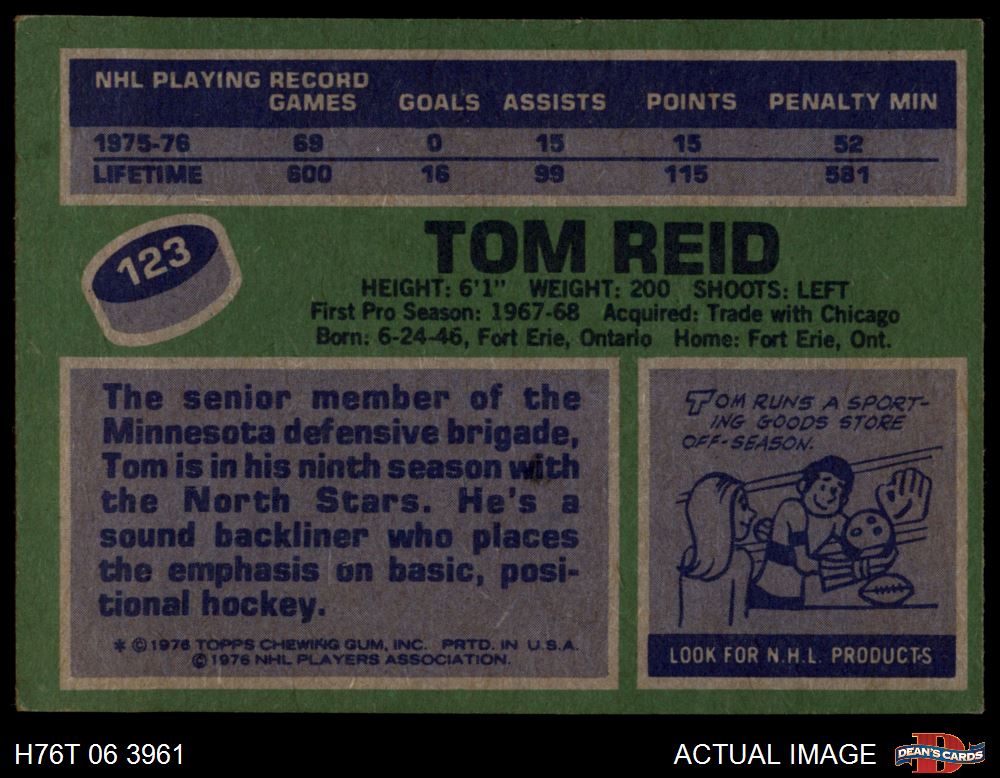 NHL PLAYING RECORD
GAMES GOALS ASSISTS POINTS PENALTY MIN
1975-76 69 0 15 15 52
LIFETIME 600 16 99 115 581
123
TOM REID
HEIGHT: 6'1" WEIGHT: 200 SHOOTS: LEFT
First Pro Season: 1967-68 Acquired: Trade with Chicago
Born: 6-24-46, Fort Erie, Ontario Home: Fort Erie, Ont.
The senior member of the
Minnesota defensive brigade,
Tom is in his ninth season with
the North Stars. He's a
sound backliner who places
the emphasis on basic, posi-
tional hockey.
* © 1976 TOPPS CHEWING GUM, INC. PRTD. IN U.S.A.
© 1976 NHL PLAYERS ASSOCIATION.
TOM RUNS A SPORT-
ING GOODS STORE
OFF-SEASON.
LOOK FOR N.H.L. PRODUCTS
H76T 06 3961
ACTUAL IMAGE
DEAN'S CARDS